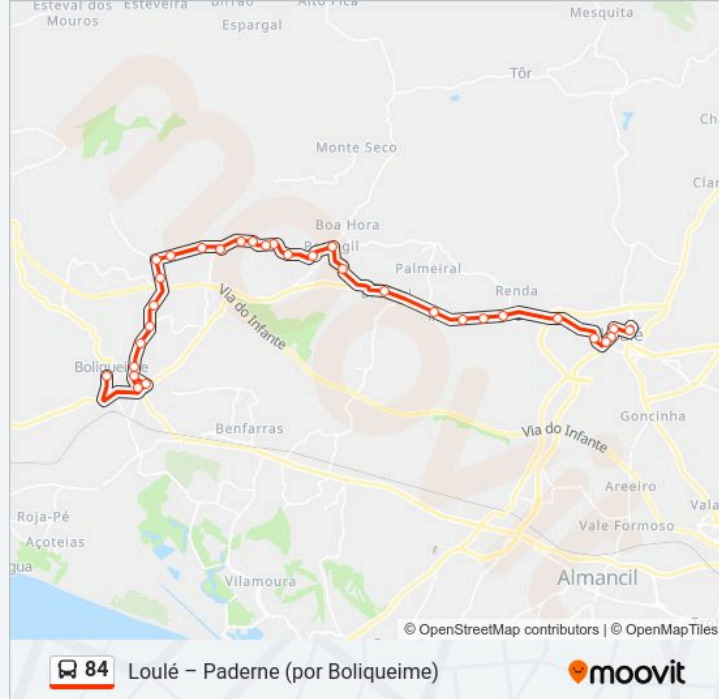 Esteval dos
Mouros
Esteveira
Alto Fica
Espargal
Mesquita
Tôr
Monte Seco
Boa Hora
Palmeiral
Renda
Via do Infante
Boliqueime
Benfarras
Goncinha
Via do Infante
Areeiro
Vale Formoso
Roja-Pé
Açoteias
Vilamoura
Almancil
© OpenStreetMap contributors | © OpenMapTiles
84 Loulé – Paderne (por Boliqueime)
moovit